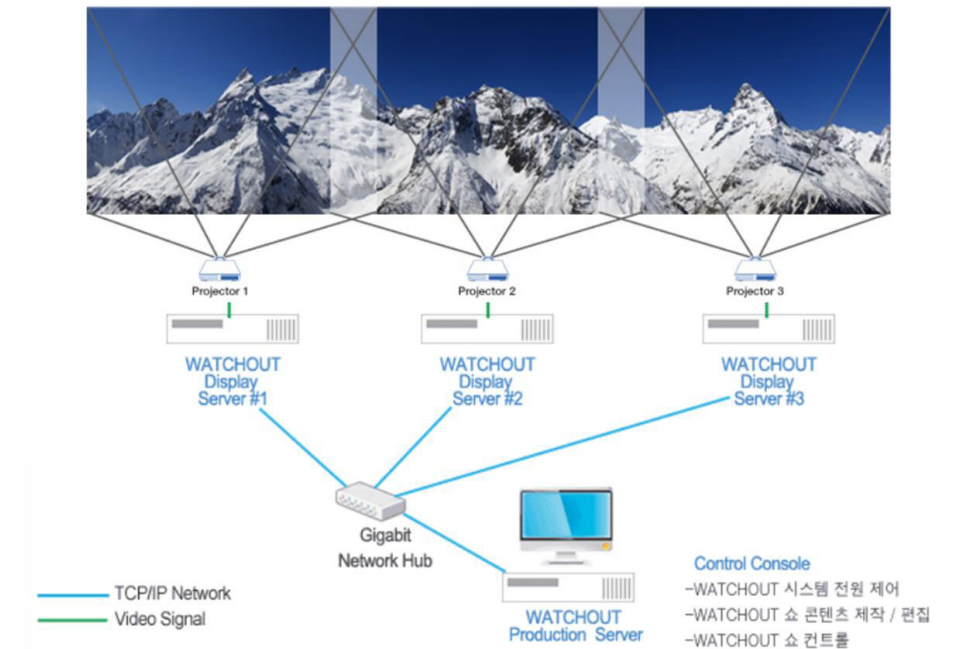 Projector 1
Projector 2
Projector 3
WATCHOUT
Display
Server #1
WATCHOUT
Display
Server #2
WATCHOUT
Display
Server #3
Gigabit
Network Hub
TCP/IP Network
Video Signal
WATCHOUT
Production Server
Control Console
-WATCHOUT 시스템 전원 제어
-WATCHOUT 쇼 콘텐츠 제작 / 편집
-WATCHOUT 쇼 컨트롤